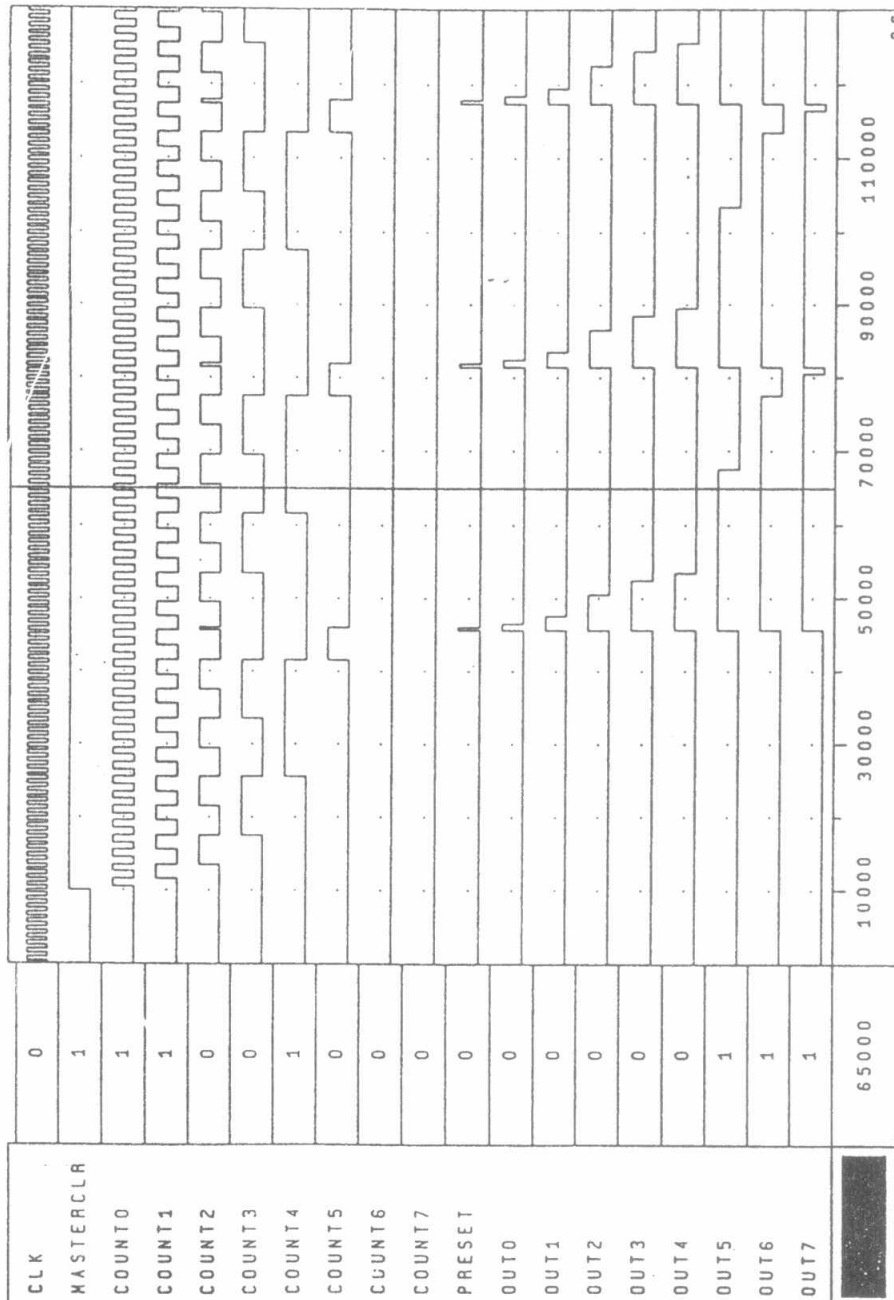 CLK 0
MASTERCLR 1
COUNT0 1
COUNT1 1
COUNT2 0
COUNT3 0
COUNT4 1
COUNT5 0
COUNT6 0
COUNT7 0
PRESET 0
OUT0 0
OUT1 0
OUT2 0
OUT3 0
OUT4 0
OUT5 1
OUT6 1
OUT7 1
65000 10000 30000 50000 70000 90000 110000